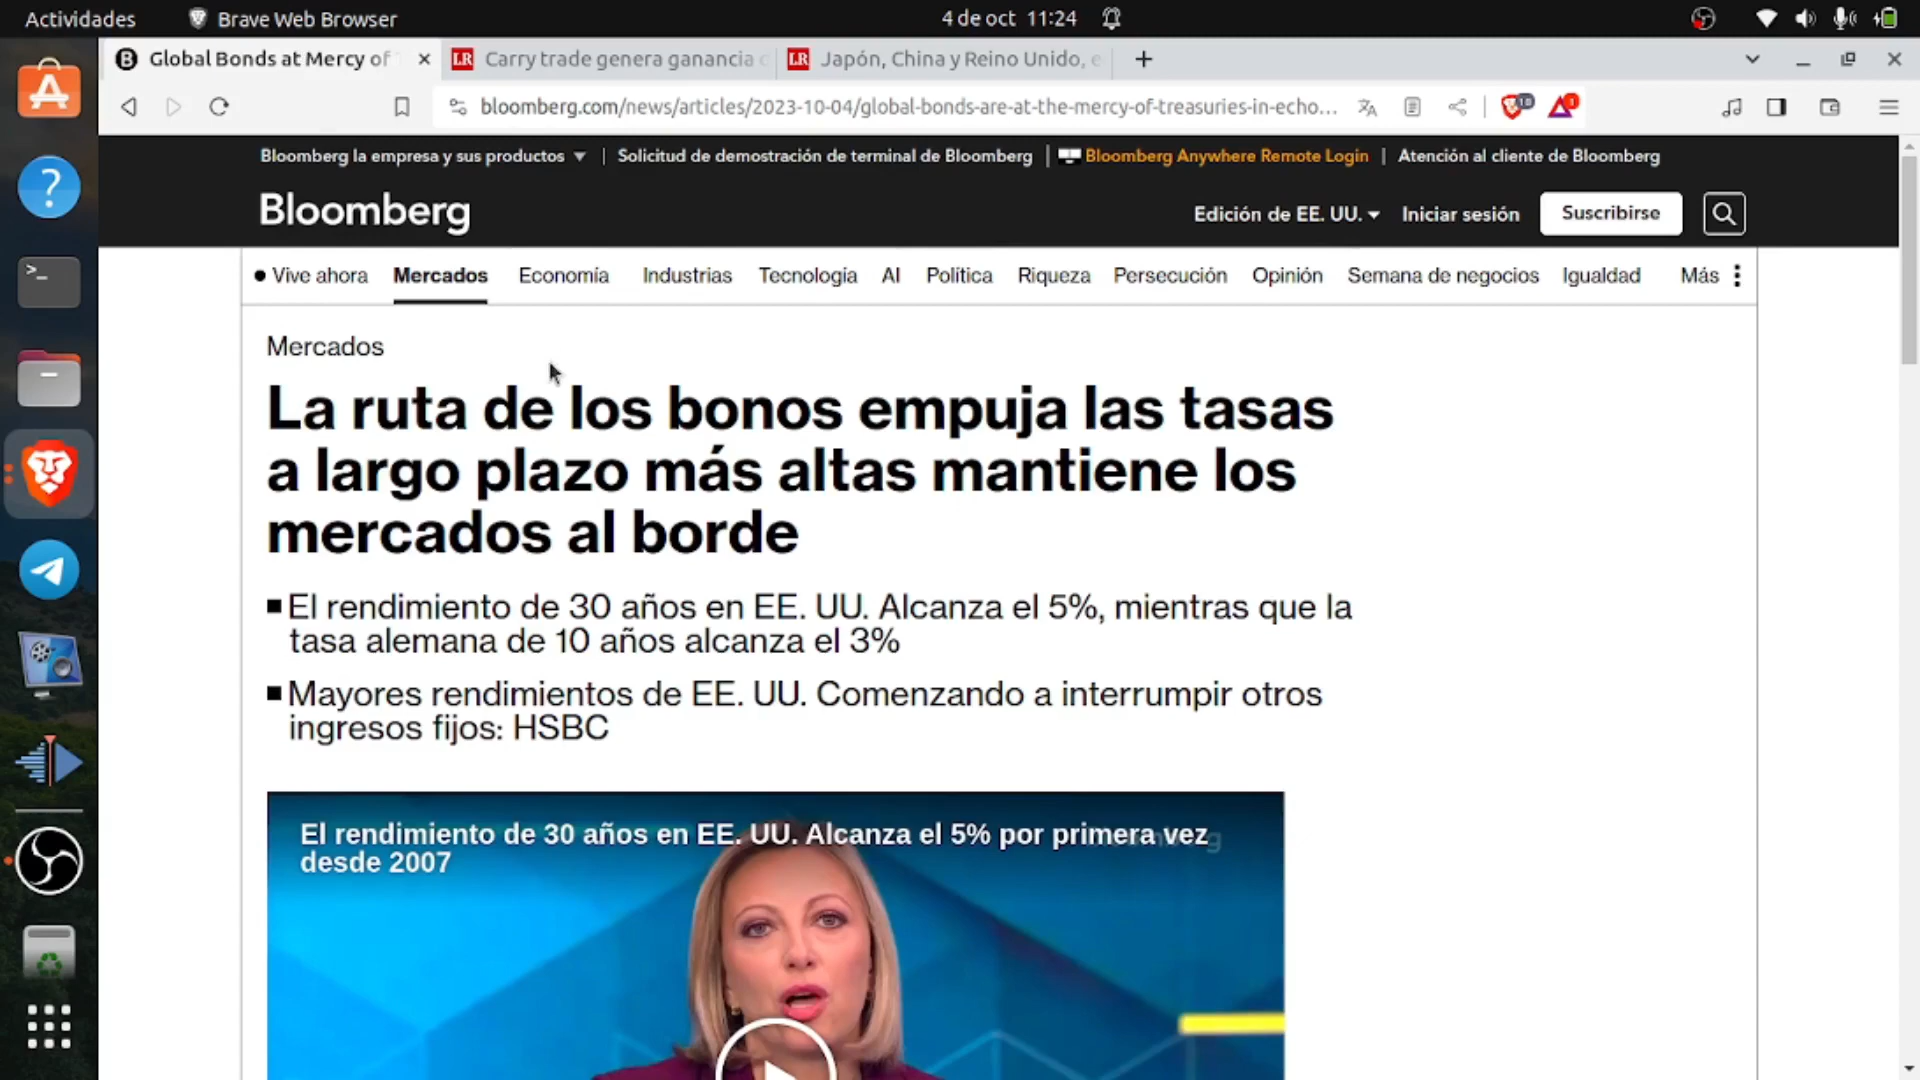 Actividades Brave Web Browser 4 de oct 11:24
Global Bonds at Mercy of Carry trade genera ganancia Japón, China y Reino Unido, e
bloomberg.com/news/articles/2023-10-04/global-bonds-are-at-the-mercy-of-treasuries-in-echo...
Bloomberg la empresa y sus productos ▼ | Solicitud de demostración de terminal de Bloomberg | Bloomberg Anywhere Remote Login | Atención al cliente de Bloomberg
Bloomberg Edición de EE. UU. Iniciar sesión Suscribirse
Vive ahora Mercados Economía Industrias Tecnología AI Política Riqueza Persecución Opinión Semana de negocios Igualdad Más
Mercados
La ruta de los bonos empuja las tasas
a largo plazo más altas mantiene los
mercados al borde
■ El rendimiento de 30 años en EE. UU. Alcanza el 5%, mientras que la
tasa alemana de 10 años alcanza el 3%
■ Mayores rendimientos de EE. UU. Comenzando a interrumpir otros
ingresos fijos: HSBC
El rendimiento de 30 años en EE. UU. Alcanza el 5% por primera vez
desde 2007